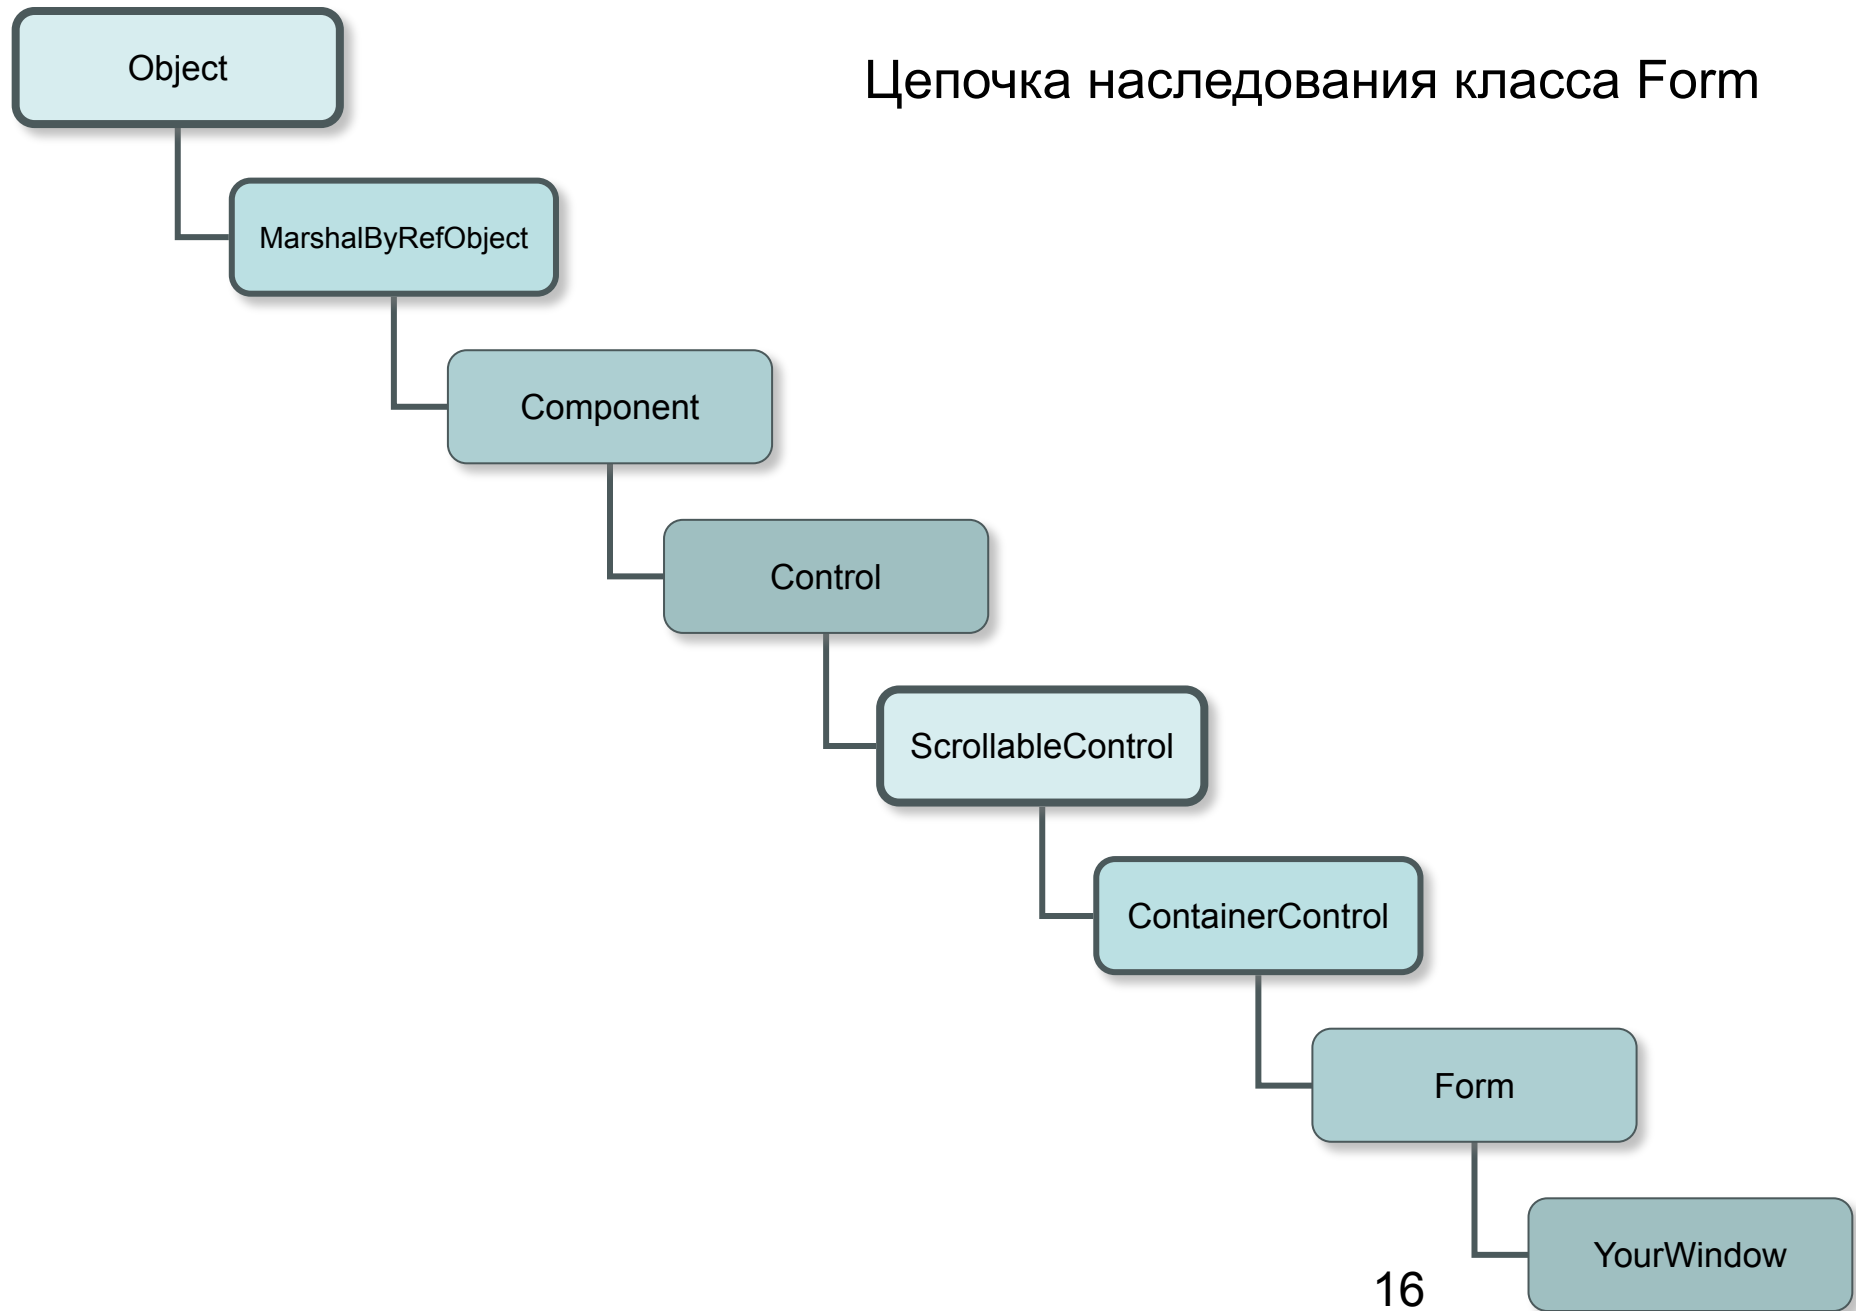 Object
Цепочка наследования класса Form
MarshalByRefObject
Component
Control
ScrollableControl
ContainerControl
Form
YourWindow
16